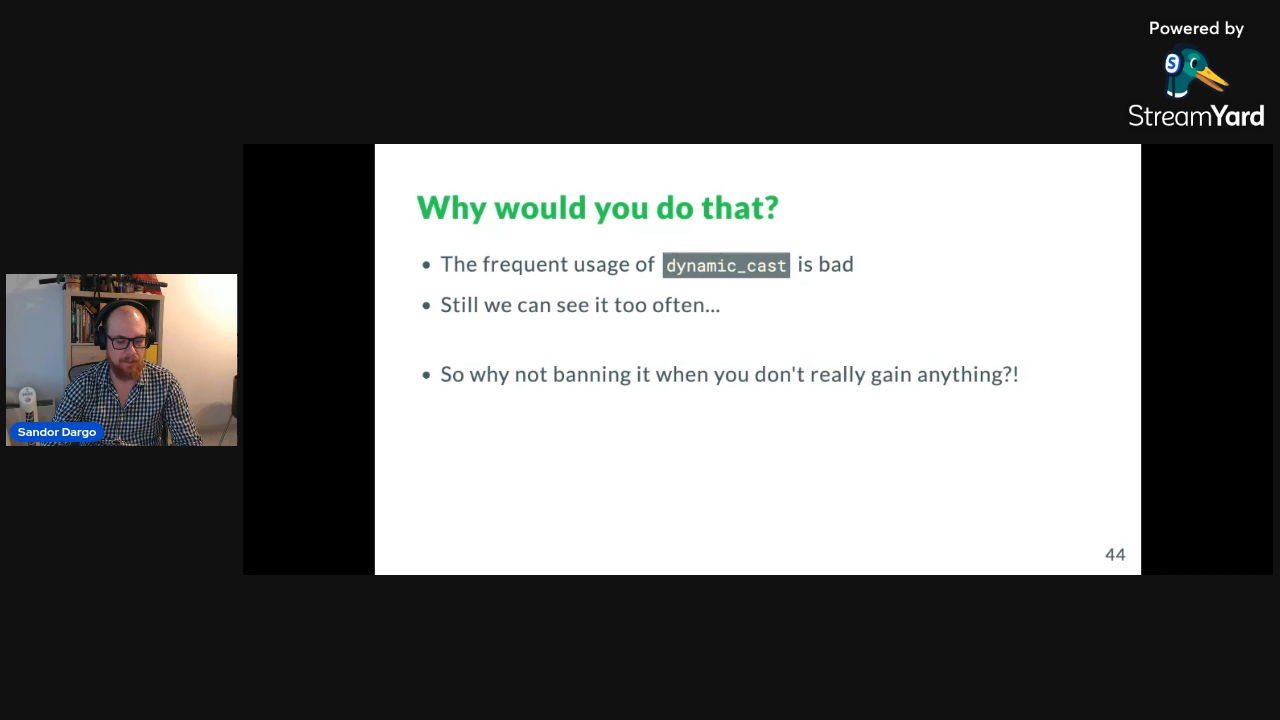 Powered by
StreamYard
Why would you do that?
• The frequent usage of dynamic_cast is bad
• Still we can see it too often...
• So why not banning it when you don't really gain anything?!
Sandor Dargo
44